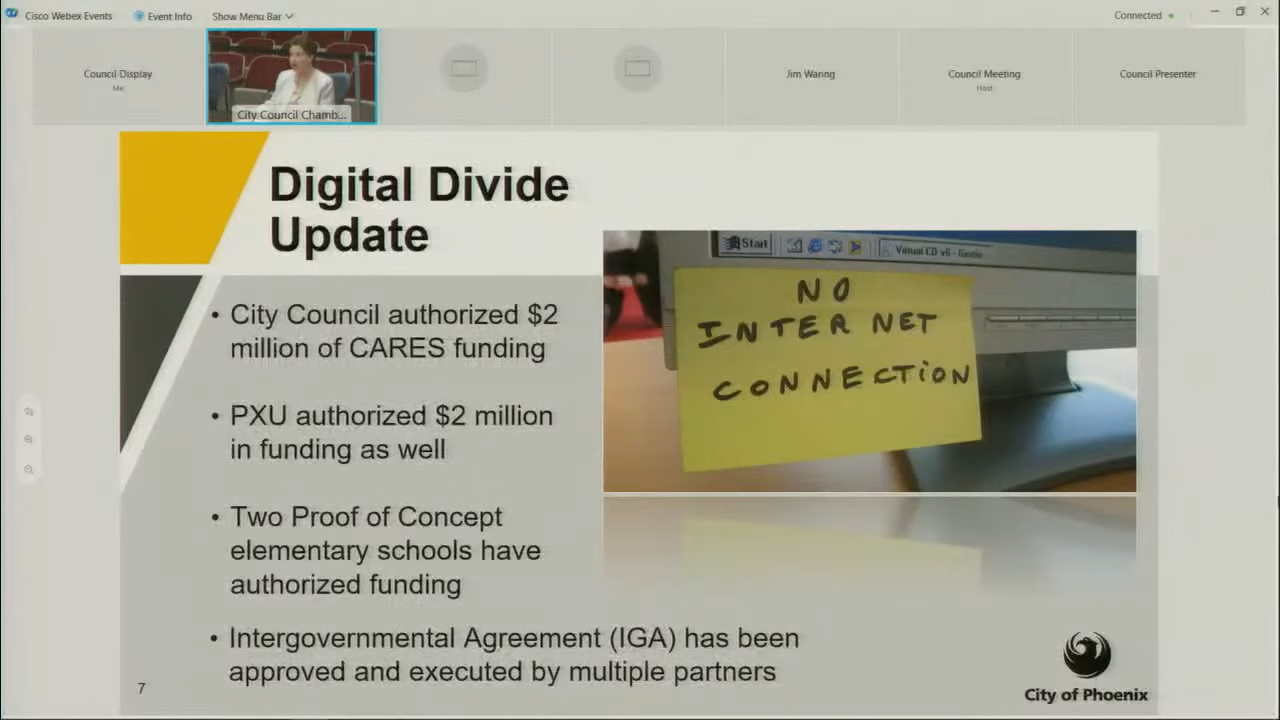 Cisco Webex Events
Event Info
Show Menu Bar
Connected
Council Display
Me
City Council Chamb...
Jim Waring
Council Meeting
Host
Council Presenter
Digital Divide
Update
Start
Virtual CD v6 -
NO
INTERNET
CONNECTION
• City Council authorized $2
million of CARES funding
• PXU authorized $2 million
in funding as well
• Two Proof of Concept
elementary schools have
authorized funding
• Intergovernmental Agreement (IGA) has been
approved and executed by multiple partners
7
City of Phoenix